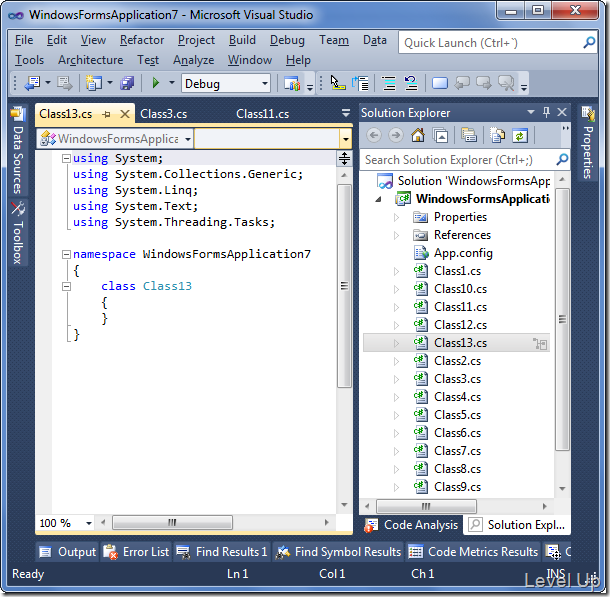 WindowsFormsApplication7 - Microsoft Visual Studio
File Edit View Refactor Project Build Debug Team Data
Quick Launch (Ctrl+`)
Tools Architecture Test Analyze Window Help
Debug
Data Sources
Toolbox
Class13.cs Class3.cs Class11.cs
WindowsFormsApplica
using System;
using System.Collections.Generic;
using System.Linq;
using System.Text;
using System.Threading.Tasks;
namespace WindowsFormsApplication7
{
class Class13
{
}
}
100 %
Solution Explorer
Search Solution Explorer (Ctrl+;)
Solution 'WindowsFormsApp
WindowsFormsApplicati
Properties
References
App.config
Class1.cs
Class10.cs
Class11.cs
Class12.cs
Class13.cs
Class2.cs
Class3.cs
Class4.cs
Class5.cs
Class6.cs
Class7.cs
Class8.cs
Class9.cs
Code Analysis Solution Expl...
Properties
Output Error List Find Results 1 Find Symbol Results Code Metrics Results C
Ready Ln 1 Col 1 Ch 1 INS
Level Up